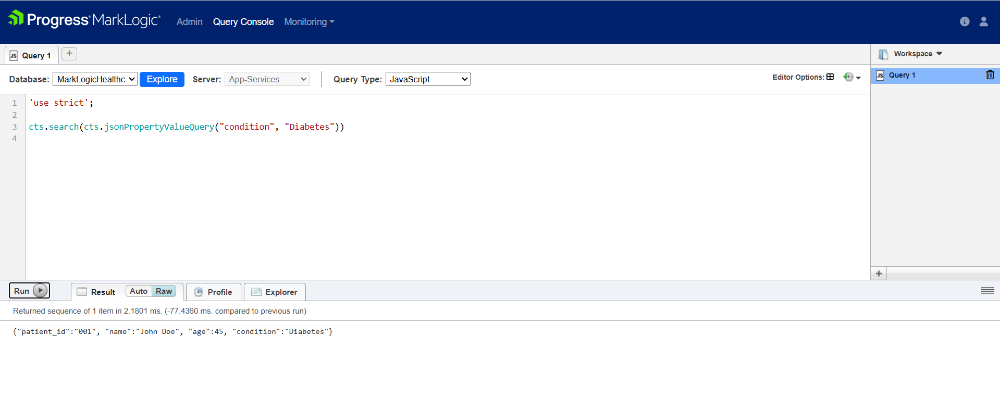 Progress MarkLogic Admin Query Console Monitoring
JS Query 1 +
Workspace
Database: MarkLogicHealthc Explore Server: App-Services Query Type: JavaScript Editor Options:
JS Query 1
1 'use strict';
2
3 cts.search(cts.jsonPropertyValueQuery("condition", "Diabetes"))
4
+
Run Result Auto Raw Profile Explorer
Returned sequence of 1 item in 2.1801 ms. (-77.4360 ms. compared to previous run)
{"patient_id":"001", "name":"John Doe", "age":45, "condition":"Diabetes"}